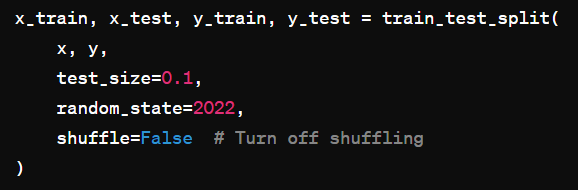 x_train, x_test, y_train, y_test = train_test_split(
    x, y,
    test_size=0.1,
    random_state=2022,
    shuffle=False  # Turn off shuffling
)